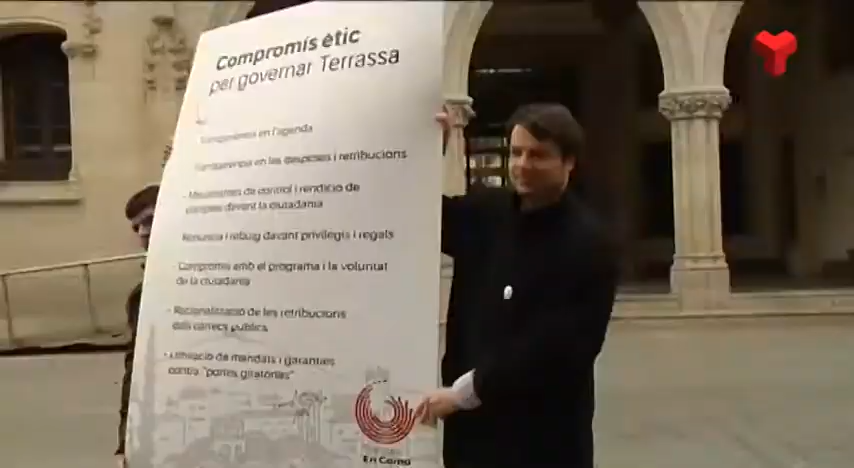 Compromís ètic
per governar Terrassa
Transparència en l'agenda
Transparència en les despeses i retribucions
Mecanismes de control i rendició de
comptes davant la ciutadania
Renúncia i rebuig davant privilegis i regals
Compromís amb el programa i la voluntat
de la ciutadania
Racionalització de les retribucions
dels càrrecs públics
Limitació de mandats i garanties
contra "portes giratòries"
En Comú